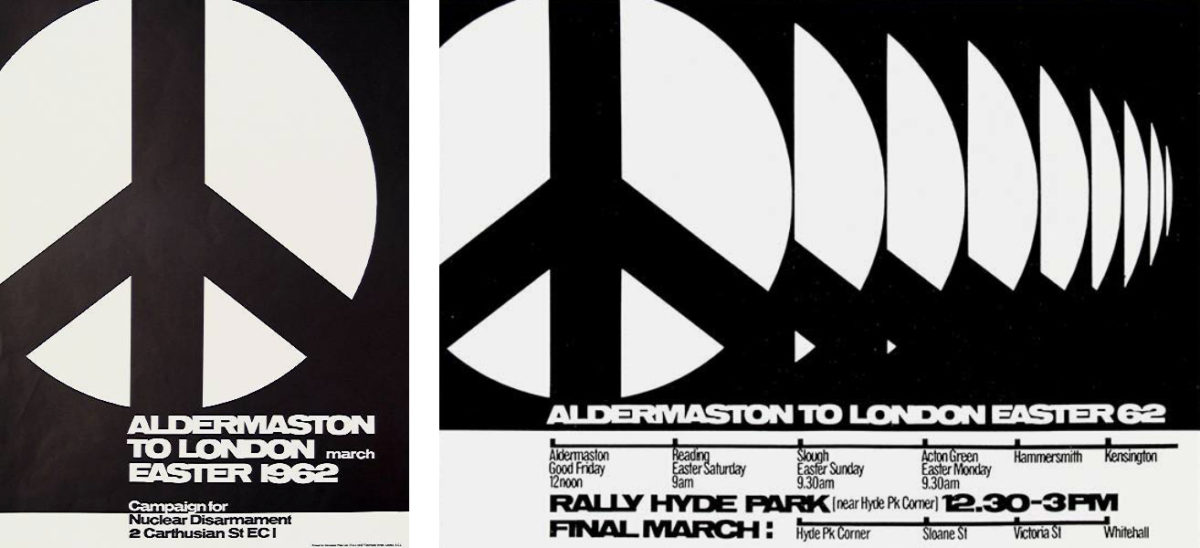 ALDERMASTON
TO LONDON march
EASTER 1962
Campaign for
Nuclear Disarmament
2 Carthusian St EC1
ALDERMASTON TO LONDON EASTER 62
Aldermaston
Good Friday
12noon
Reading
Easter Saturday
9am
Slough
Easter Sunday
9.30am
Acton Green
Easter Monday
9.30am
Hammersmith
Kensington
RALLY HYDE PARK [near Hyde Pk Corner] 12.30-3PM
FINAL MARCH: Hyde Pk Corner Sloane St Victoria St Whitehall